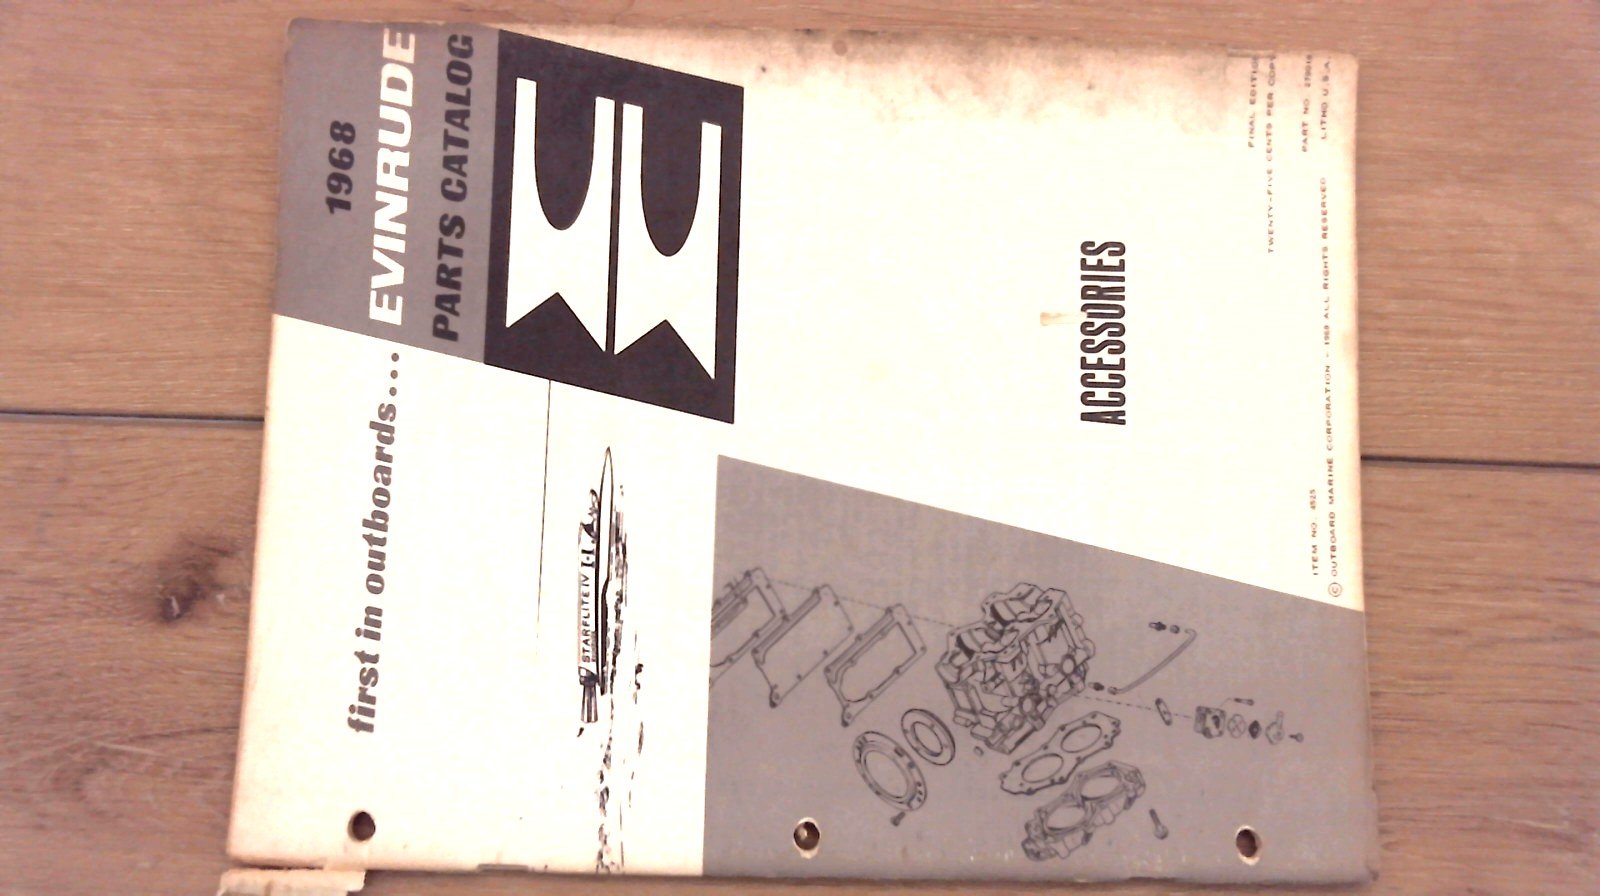 first in outboards....
1968
EVINRUDE
PARTS CATALOG
STARFLITE IV
ACCESSORIES
FINAL EDITION
TWENTY-FIVE CENTS PER COPY
ITEM NO. 4525
PART NO.
LITHO U.S.A.
© OUTBOARD MARINE CORPORATION - 1968 ALL RIGHTS RESERVED